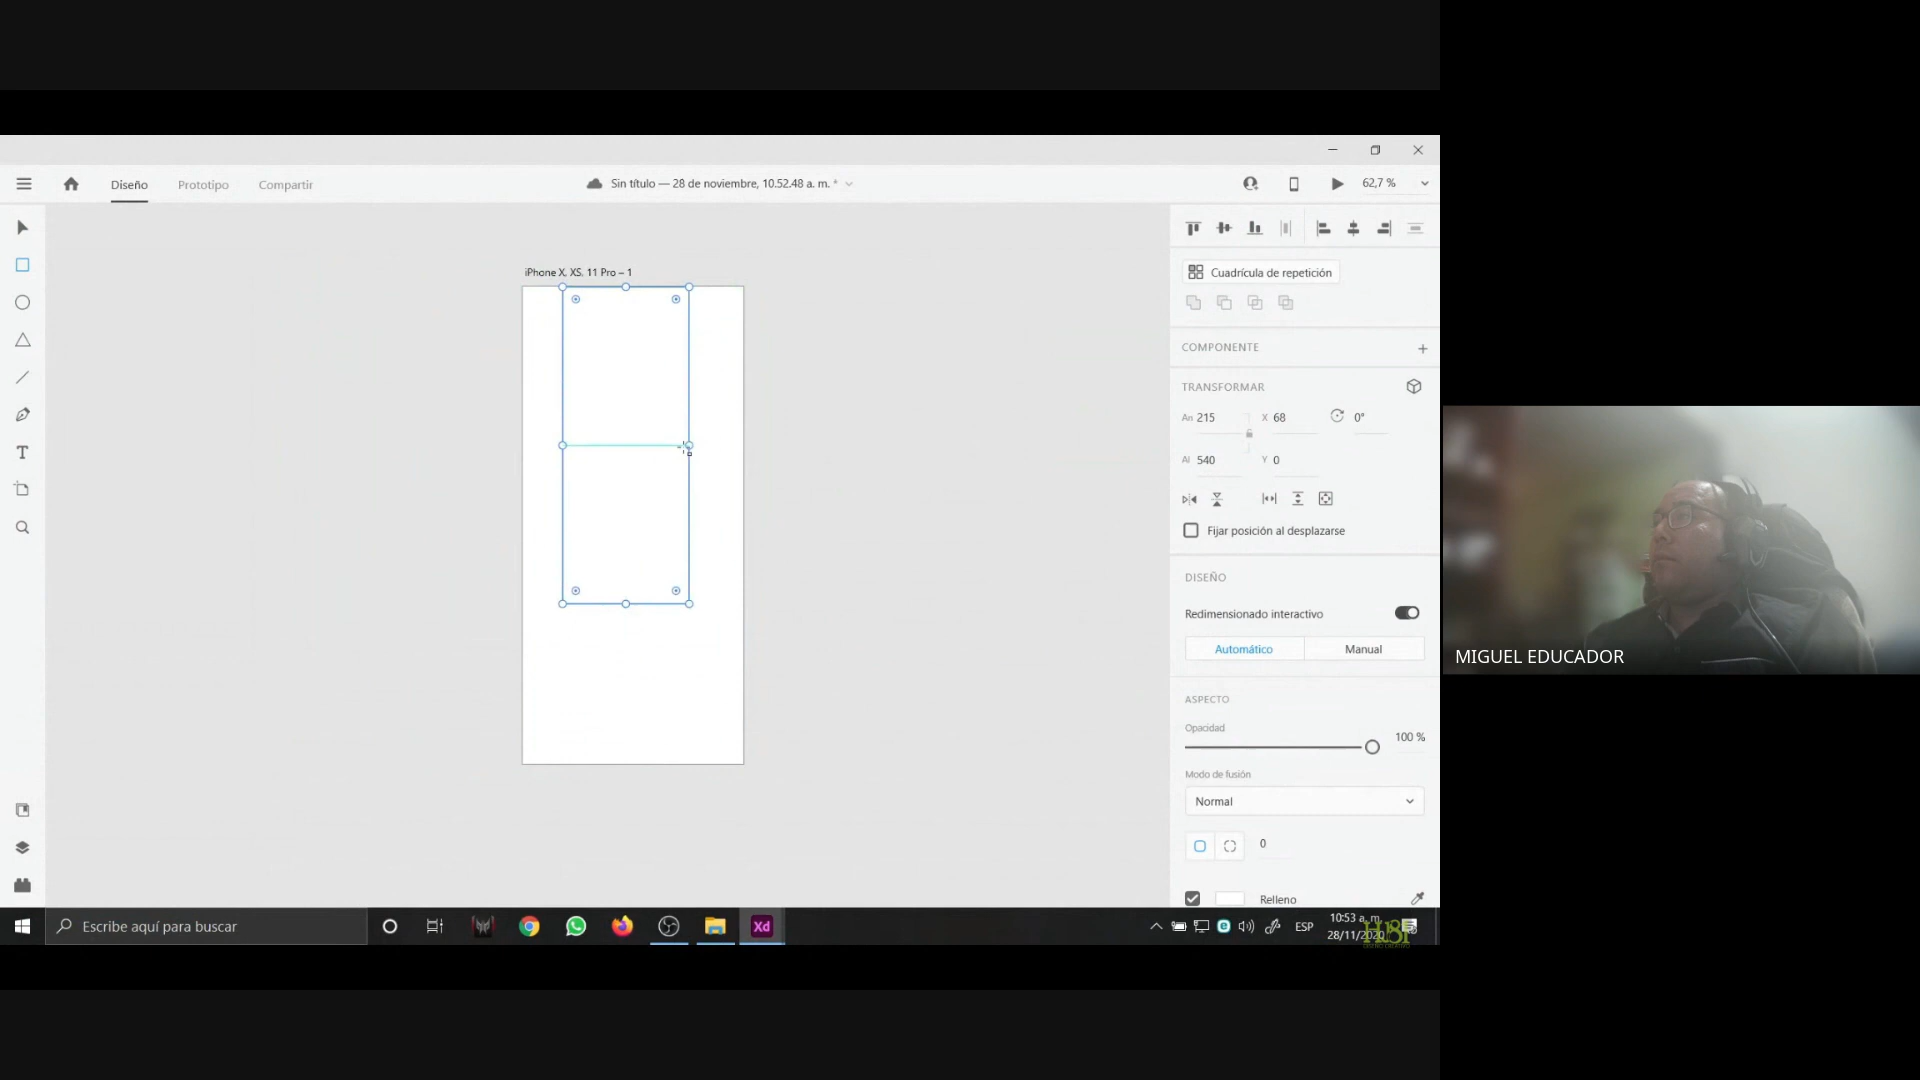 Diseño Prototipo Compartir
Sin título — 28 de noviembre, 10.52.48 a. m. *
62,7 %
iPhone X, XS, 11 Pro – 1
Cuadrícula de repetición
COMPONENTE
TRANSFORMAR
An 215 X 68 0°
Al 540 Y 0
Fijar posición al desplazarse
DISEÑO
Redimensionado interactivo
Automático Manual
ASPECTO
Opacidad
100 %
Modo de fusión
Normal
0
Relleno
T
MIGUEL EDUCADOR
Escribe aquí para buscar
Xd
ESP
10:53 a. m.
28/11/2020